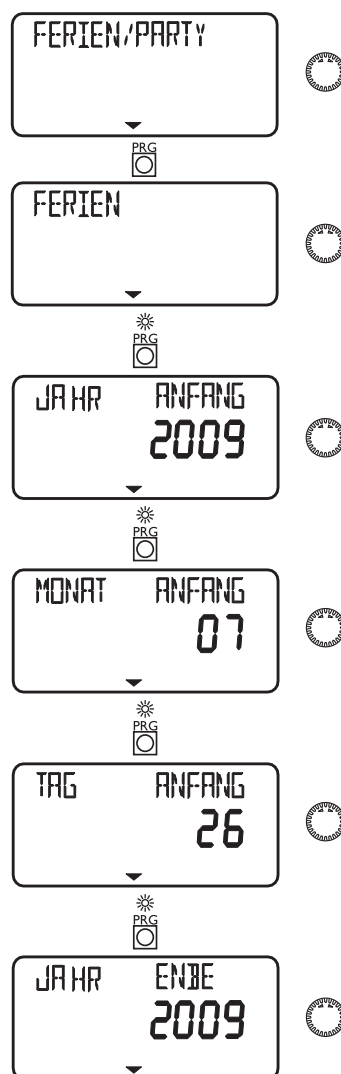 FERIEN/PARTY
PRG
FERIEN
PRG
JAHR ANFANG
2009
PRG
MONAT ANFANG
07
PRG
TAG ANFANG
26
PRG
JAHR ENDE
2009